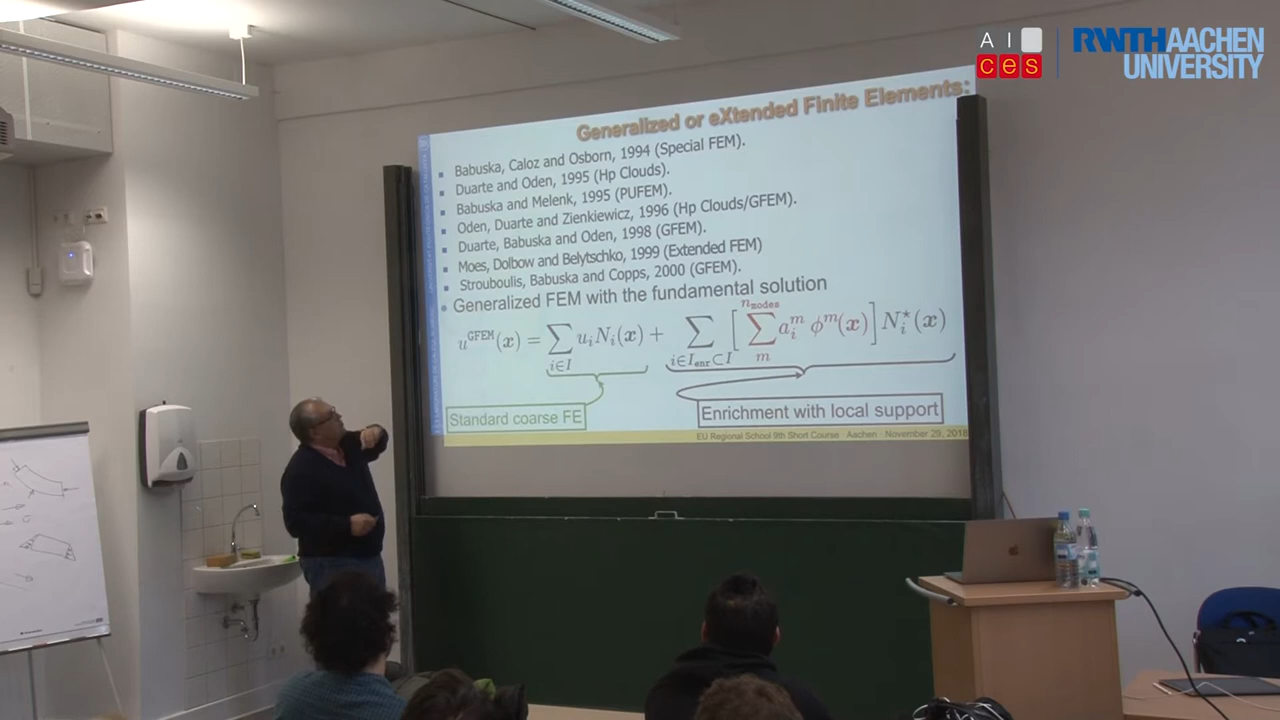 AI
ces
RWTHAACHEN
UNIVERSITY
Generalized or eXtended Finite Elements:
Babuska, Caloz and Osborn, 1994 (Special FEM).
Duarte and Oden, 1995 (Hp Clouds).
Babuska and Melenk, 1995 (PUFEM).
Oden, Duarte and Zienkiewicz, 1996 (Hp Clouds/GFEM).
Duarte, Babuska and Oden, 1998 (GFEM).
Moes, Dolbow and Belytschko, 1999 (Extended FEM)
Strouboulis, Babuska and Copps, 2000 (GFEM).
Generalized FEM with the fundamental solution
u^GFEM(x) = ∑_{i∈I} u_i N_i(x) + ∑_{i∈I_enr⊂I} [ ∑_m^{n_modes} a_i^m ϕ^m(x) ] N_i^⋆(x)
Standard coarse FE
Enrichment with local support
EU Regional School 9th Short Course · Aachen · November 29, 2018